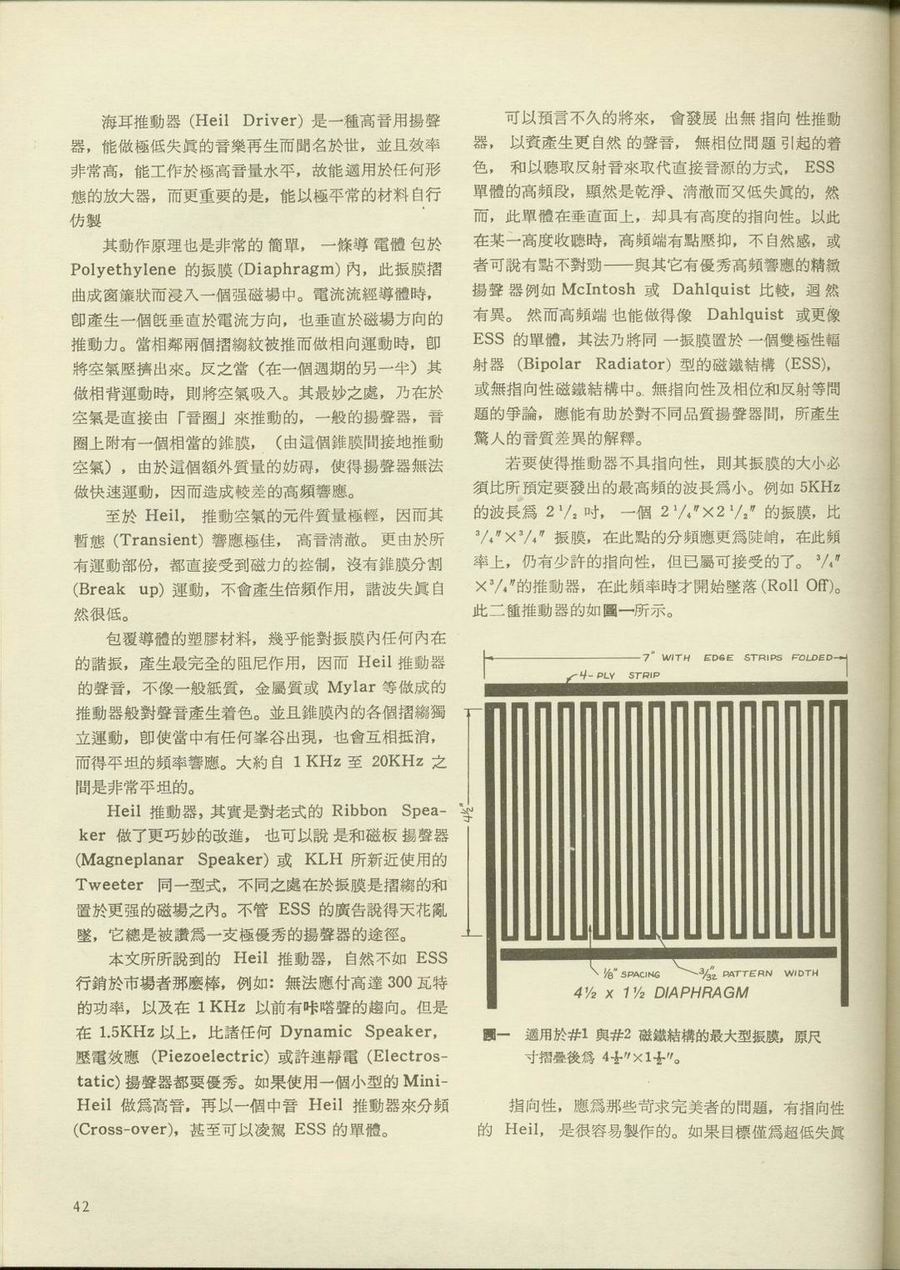 海耳推動器 (Heil Driver) 是一種高音用揚聲
器，能做極低失眞的音樂再生而聞名於世，並且效率
非常高，能工作於極高音量水平，故能適用於任何形
態的放大器，而更重要的是，能以極平常的材料自行
仿製
其動作原理也是非常的簡單，一條導電體包於
Polyethylene 的振膜 (Diaphragm) 內，此振膜摺
曲成窗簾狀而浸入一個强磁場中。電流流經導體時，
卽產生一個旣垂直於電流方向，也垂直於磁場方向的
推動力。當相鄰兩個摺縐紋被推而做相向運動時，卽
將空氣壓擠出來。反之當（在一個週期的另一半）其
做相背運動時，則將空氣吸入。其最妙之處，乃在於
空氣是直接由「音圈」來推動的，一般的揚聲器，音
圈上附有一個相當的錐膜，（由這個錐膜間接地推動
空氣），由於這個額外質量的妨碍，使得揚聲器無法
做快速運動，因而造成較差的高頻響應。
至於 Heil，推動空氣的元件質量極輕，因而其
暫態 (Transient) 響應極佳，高音清澈。更由於所
有運動部份，都直接受到磁力的控制，沒有錐膜分割
(Break up) 運動，不會產生倍頻作用，諧波失眞自
然很低。
包覆導體的塑膠材料，幾乎能對振膜內任何內在
的諧振，產生最完全的阻尼作用，因而 Heil 推動器
的聲音，不像一般紙質，金屬質或 Mylar 等做成的
推動器般對聲音產生着色。並且錐膜內的各個摺縐獨
立運動，卽使當中有任何峯谷出現，也會互相抵消，
而得平坦的頻率響應。大約自 1 KHz 至 20KHz 之
間是非常平坦的。
Heil 推動器，其實是對老式的 Ribbon Spea-
ker 做了更巧妙的改進，也可以說是和磁板揚聲器
(Magneplanar Speaker) 或 KLH 所新近使用的
Tweeter 同一型式，不同之處在於振膜是摺縐的和
置於更强的磁場之內。不管 ESS 的廣告說得天花亂
墜，它總是被讚爲一支極優秀的揚聲器的途徑。
本文所所說到的 Heil 推動器，自然不如 ESS
行銷於市場者那麽棒，例如：無法應付高達 300 瓦特
的功率，以及在 1 KHz 以前有咔嗒聲的趨向。但是
在 1.5KHz 以上，比諸任何 Dynamic Speaker，
壓電效應 (Piezoelectric) 或許連靜電 (Electros-
tatic) 揚聲器都要優秀。如果使用一個小型的 Mini-
Heil 做爲高音，再以一個中音 Heil 推動器來分頻
(Cross-over)，甚至可以凌駕 ESS 的單體。
42
可以預言不久的將來，會發展出無指向性推動
器，以資產生更自然的聲音，無相位問題引起的着
色，和以聽取反射音來取代直接音源的方式，ESS
單體的高頻段，顯然是乾淨、清澈而又低失眞的，然
而，此單體在垂直面上，却具有高度的指向性。以此
在某一高度收聽時，高頻端有點壓抑，不自然感，或
者可說有點不對勁——與其它有優秀高頻響應的精緻
揚聲器例如 McIntosh 或 Dahlquist 比較，迥然
有異。然而高頻端也能做得像 Dahlquist 或更像
ESS 的單體，其法乃將同一振膜置於一個雙極性輻
射器 (Bipolar Radiator) 型的磁鐵結構 (ESS)，
或無指向性磁鐵結構中。無指向性及相位和反射等問
題的爭論，應能有助於對不同品質揚聲器間，所產生
驚人的音質差異的解釋。
若要使得推動器不具指向性，則其振膜的大小必
須比所預定要發出的最高頻的波長爲小。例如 5KHz
的波長爲 2 1/2 吋，一個 2 1/4"×2 1/2" 的振膜，比
3/4"×3/4" 振膜，在此點的分頻應更爲陡峭，在此頻
率上，仍有少許的指向性，但已屬可接受的了。3/4"
×3/4"的推動器，在此頻率時才開始墜落 (Roll Off)。
此二種推動器的如圖一所示。
7" WITH EDGE STRIPS FOLDED
4-PLY STRIP
4½"
⅛" SPACING
3/32" PATTERN WIDTH
4½ x 1½ DIAPHRAGM
圖一 適用於#1 與#2 磁鐵結構的最大型振膜，原尺
寸摺疊後爲 4½"×1½"。
指向性，應爲那些苛求完美者的問題，有指向性
的 Heil，是很容易製作的。如果目標僅爲超低失眞